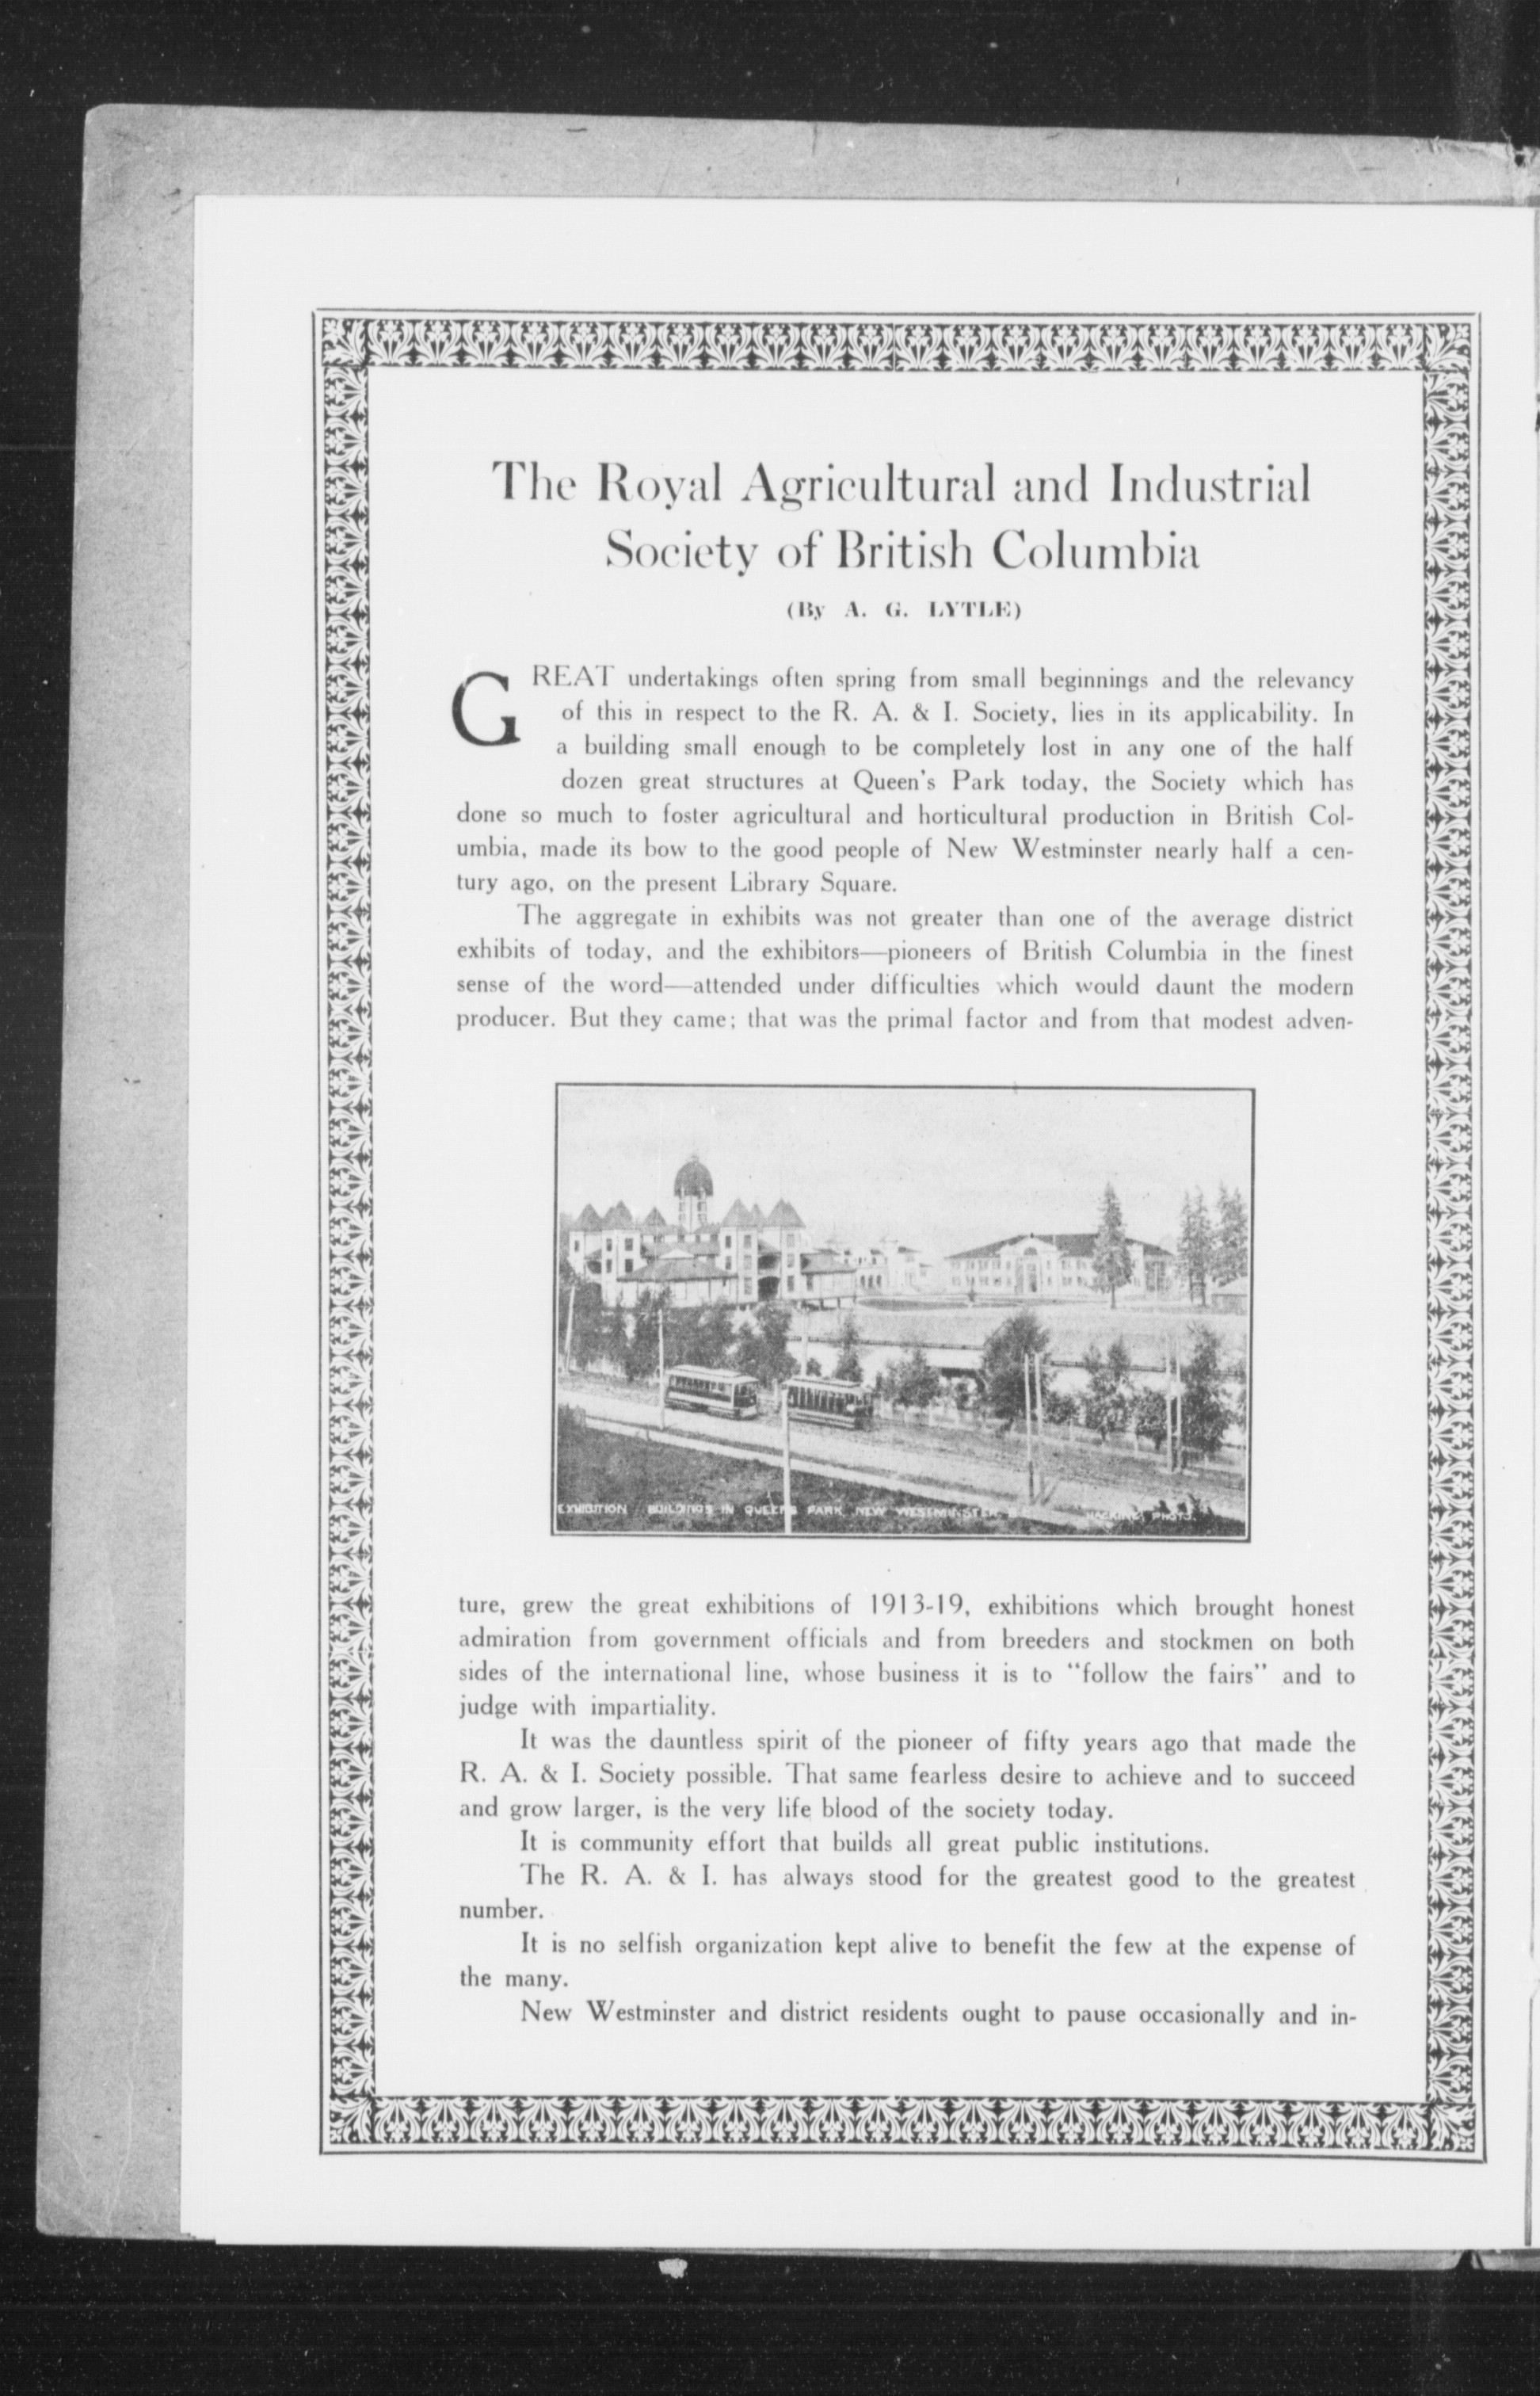 The Royal Agricultural and Industrial
Society of British Columbia
(By A. G. LYTLE)
GREAT undertakings often spring from small beginnings and the relevancy
of this in respect to the R. A. & I. Society, lies in its applicability. In
a building small enough to be completely lost in any one of the half
dozen great structures at Queen's Park today, the Society which has
done so much to foster agricultural and horticultural production in British Col-
umbia, made its bow to the good people of New Westminster nearly half a cen-
tury ago, on the present Library Square.
The aggregate in exhibits was not greater than one of the average district
exhibits of today, and the exhibitors—pioneers of British Columbia in the finest
sense of the word—attended under difficulties which would daunt the modern
producer. But they came; that was the primal factor and from that modest adven-
EXHIBITION BUILDINGS IN QUEENS PARK NEW WESTMINSTER HACKING PHOTO.
ture, grew the great exhibitions of 1913-19, exhibitions which brought honest
admiration from government officials and from breeders and stockmen on both
sides of the international line, whose business it is to "follow the fairs" and to
judge with impartiality.
It was the dauntless spirit of the pioneer of fifty years ago that made the
R. A. & I. Society possible. That same fearless desire to achieve and to succeed
and grow larger, is the very life blood of the society today.
It is community effort that builds all great public institutions.
The R. A. & I. has always stood for the greatest good to the greatest
number.
It is no selfish organization kept alive to benefit the few at the expense of
the many.
New Westminster and district residents ought to pause occasionally and in-